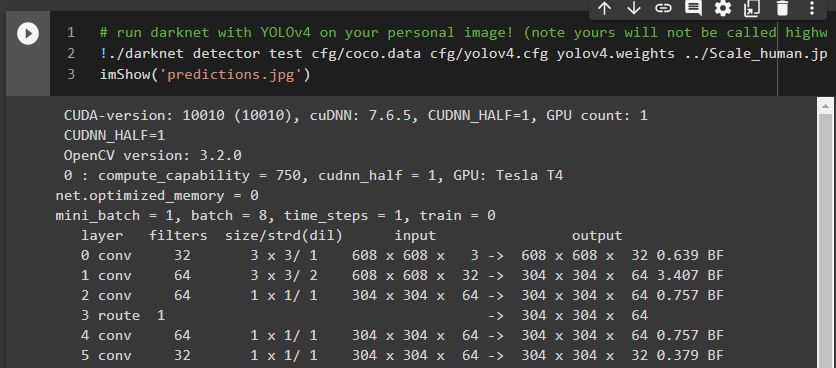 1 # run darknet with YOLOv4 on your personal image! (note yours will not be called highw
2 !./darknet detector test cfg/coco.data cfg/yolov4.cfg yolov4.weights ../Scale_human.jp
3 imShow('predictions.jpg')
CUDA-version: 10010 (10010), cuDNN: 7.6.5, CUDNN_HALF=1, GPU count: 1
CUDNN_HALF=1
OpenCV version: 3.2.0
0 : compute_capability = 750, cudnn_half = 1, GPU: Tesla T4
net.optimized_memory = 0
mini_batch = 1, batch = 8, time_steps = 1, train = 0
layer filters size/strd(dil) input output
0 conv 32 3 x 3/ 1 608 x 608 x 3 -> 608 x 608 x 32 0.639 BF
1 conv 64 3 x 3/ 2 608 x 608 x 32 -> 304 x 304 x 64 3.407 BF
2 conv 64 1 x 1/ 1 304 x 304 x 64 -> 304 x 304 x 64 0.757 BF
3 route 1 -> 304 x 304 x 64
4 conv 64 1 x 1/ 1 304 x 304 x 64 -> 304 x 304 x 64 0.757 BF
5 conv 32 1 x 1/ 1 304 x 304 x 64 -> 304 x 304 x 32 0.379 BF